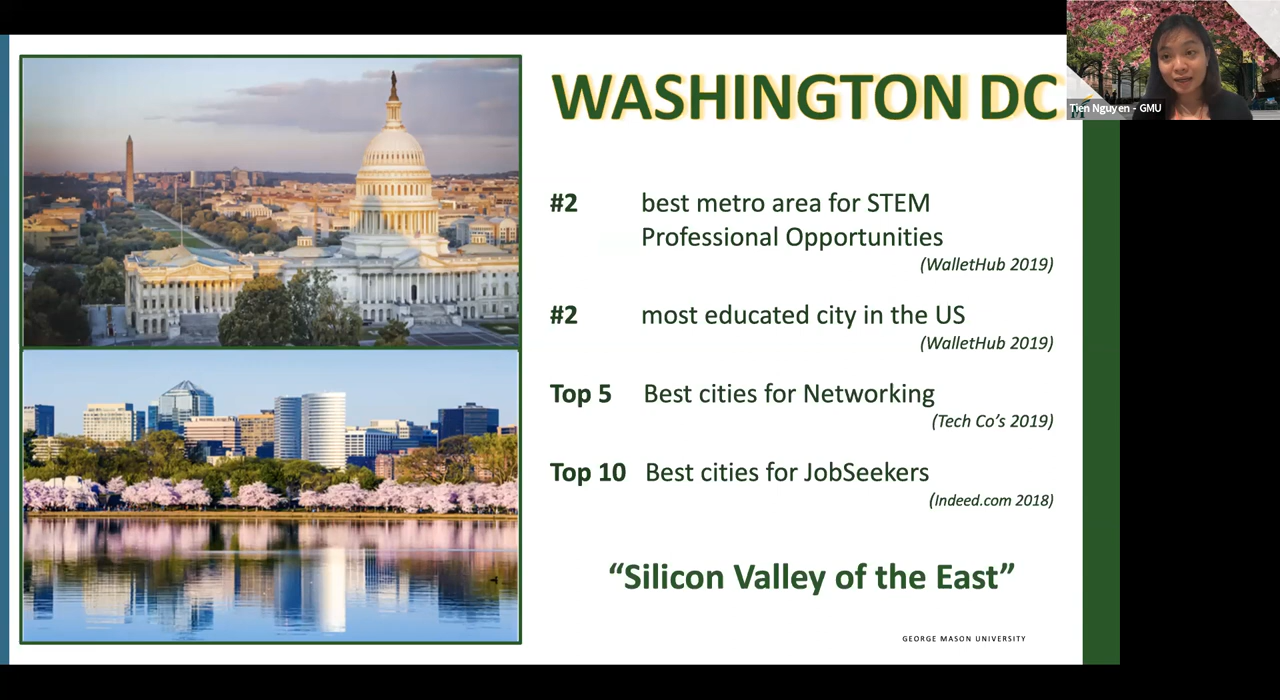 WASHINGTON DC
Tien Nguyen - GMU
#2 best metro area for STEM
Professional Opportunities
(WalletHub 2019)
#2 most educated city in the US
(WalletHub 2019)
Top 5 Best cities for Networking
(Tech Co's 2019)
Top 10 Best cities for JobSeekers
(Indeed.com 2018)
“Silicon Valley of the East”
GEORGE MASON UNIVERSITY